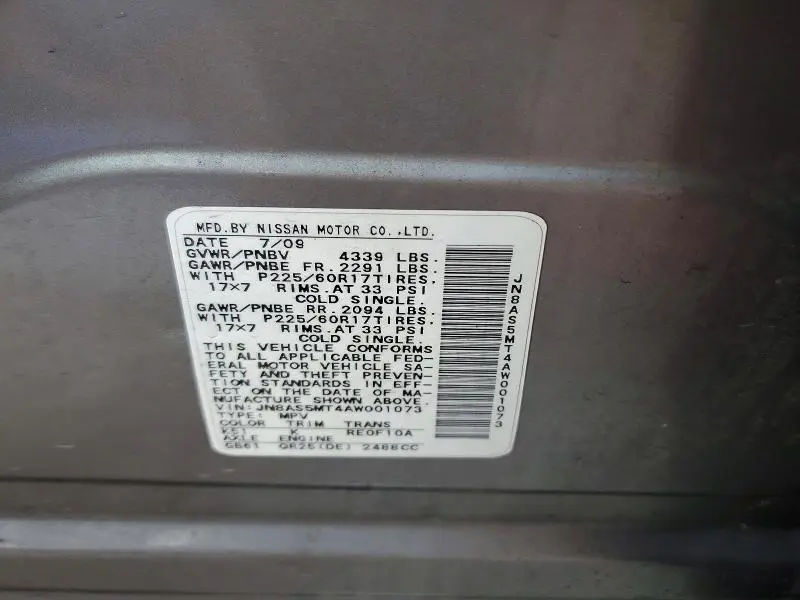 MFD.BY NISSAN MOTOR CO.,LTD.
DATE 7/09
GVWR/PNBV 4339 LBS.
GAWR/PNBE FR. 2291 LBS.
WITH P225/60R17TIRES.
17X7 RIMS.AT 33 PSI
COLD SINGLE.
GAWR/PNBE RR. 2094 LBS.
WITH P225/60R17TIRES.
17X7 RIMS.AT 33 PSI
COLD SINGLE.
THIS VEHICLE CONFORMS
TO ALL APPLICABLE FED-
ERAL MOTOR VEHICLE SA-
FETY AND THEFT PREVEN-
TION STANDARDS IN EFF-
ECT ON THE DATE OF MA-
NUFACTURE SHOWN ABOVE.
VIN:JN8AS5MT4AW001073
TYPE: MPV
COLOR TRIM TRANS
K RE0F10A
AXLE ENGINE
GB61 QR25(DE) 2488CC
JN8AS5MT4AW001073